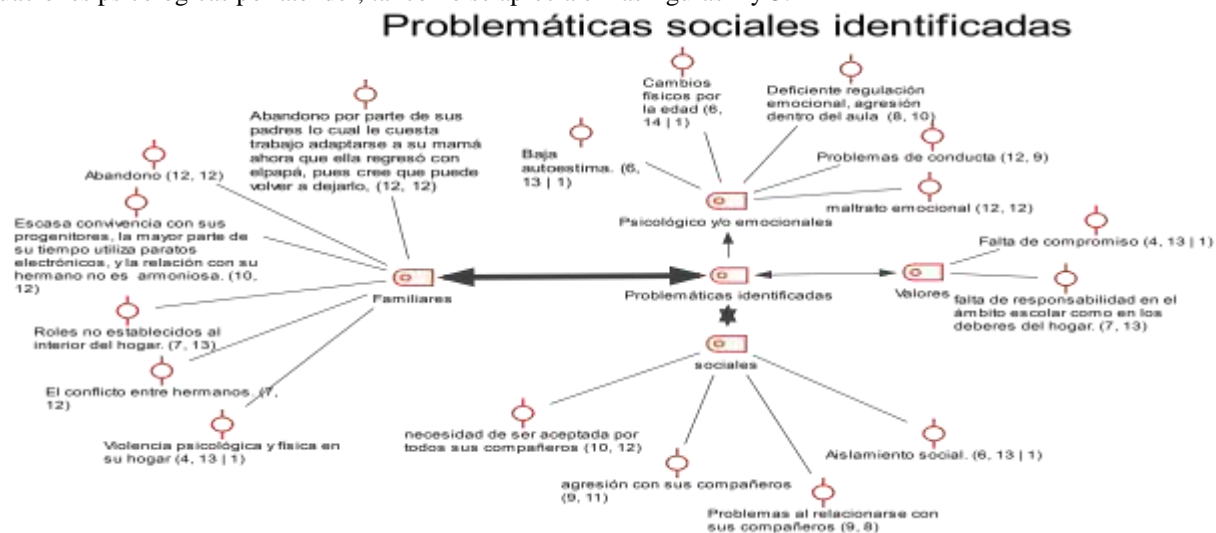 Problemáticas sociales identificadas
Abandono por parte de sus
padres lo cual le cuesta
trabajo adaptarse a su mamá
ahora que ella regresó con
elpapá, pues cree que puede
volver a dejarlo, (12, 12)
Abandono (12, 12)
Escasa convivencia con sus
progenitores, la mayor parte de
su tiempo utiliza paratos
electrónicos, y la relación con su
hermano no es armoniosa. (10,
12)
Roles no establecidos al
interior del hogar. (7, 13)
El conflicto entre hermanos. (7,
12)
Violencia psicológica y física en
su hogar (4, 13 | 1)
Familiares
Baja
autoestima. (6,
13 | 1)
Cambios
físicos por
la edad (6,
14 | 1)
Deficiente regulación
emocional, agresión
dentro del aula (8, 10)
Problemas de conducta (12, 9)
maltrato emocional (12, 12)
Psicológico y/o emocionales
Problemáticas identificadas
Valores
Falta de compromiso (4, 13 | 1)
falta de responsabilidad en el
ámbito escolar como en los
deberes del hogar. (7, 13)
sociales
necesidad de ser aceptada por
todos sus compañeros (10, 12)
agresión con sus compañeros
(9, 11)
Problemas al relacionarse con
sus compañeros (9, 8)
Aislamiento social. (6, 13 | 1)